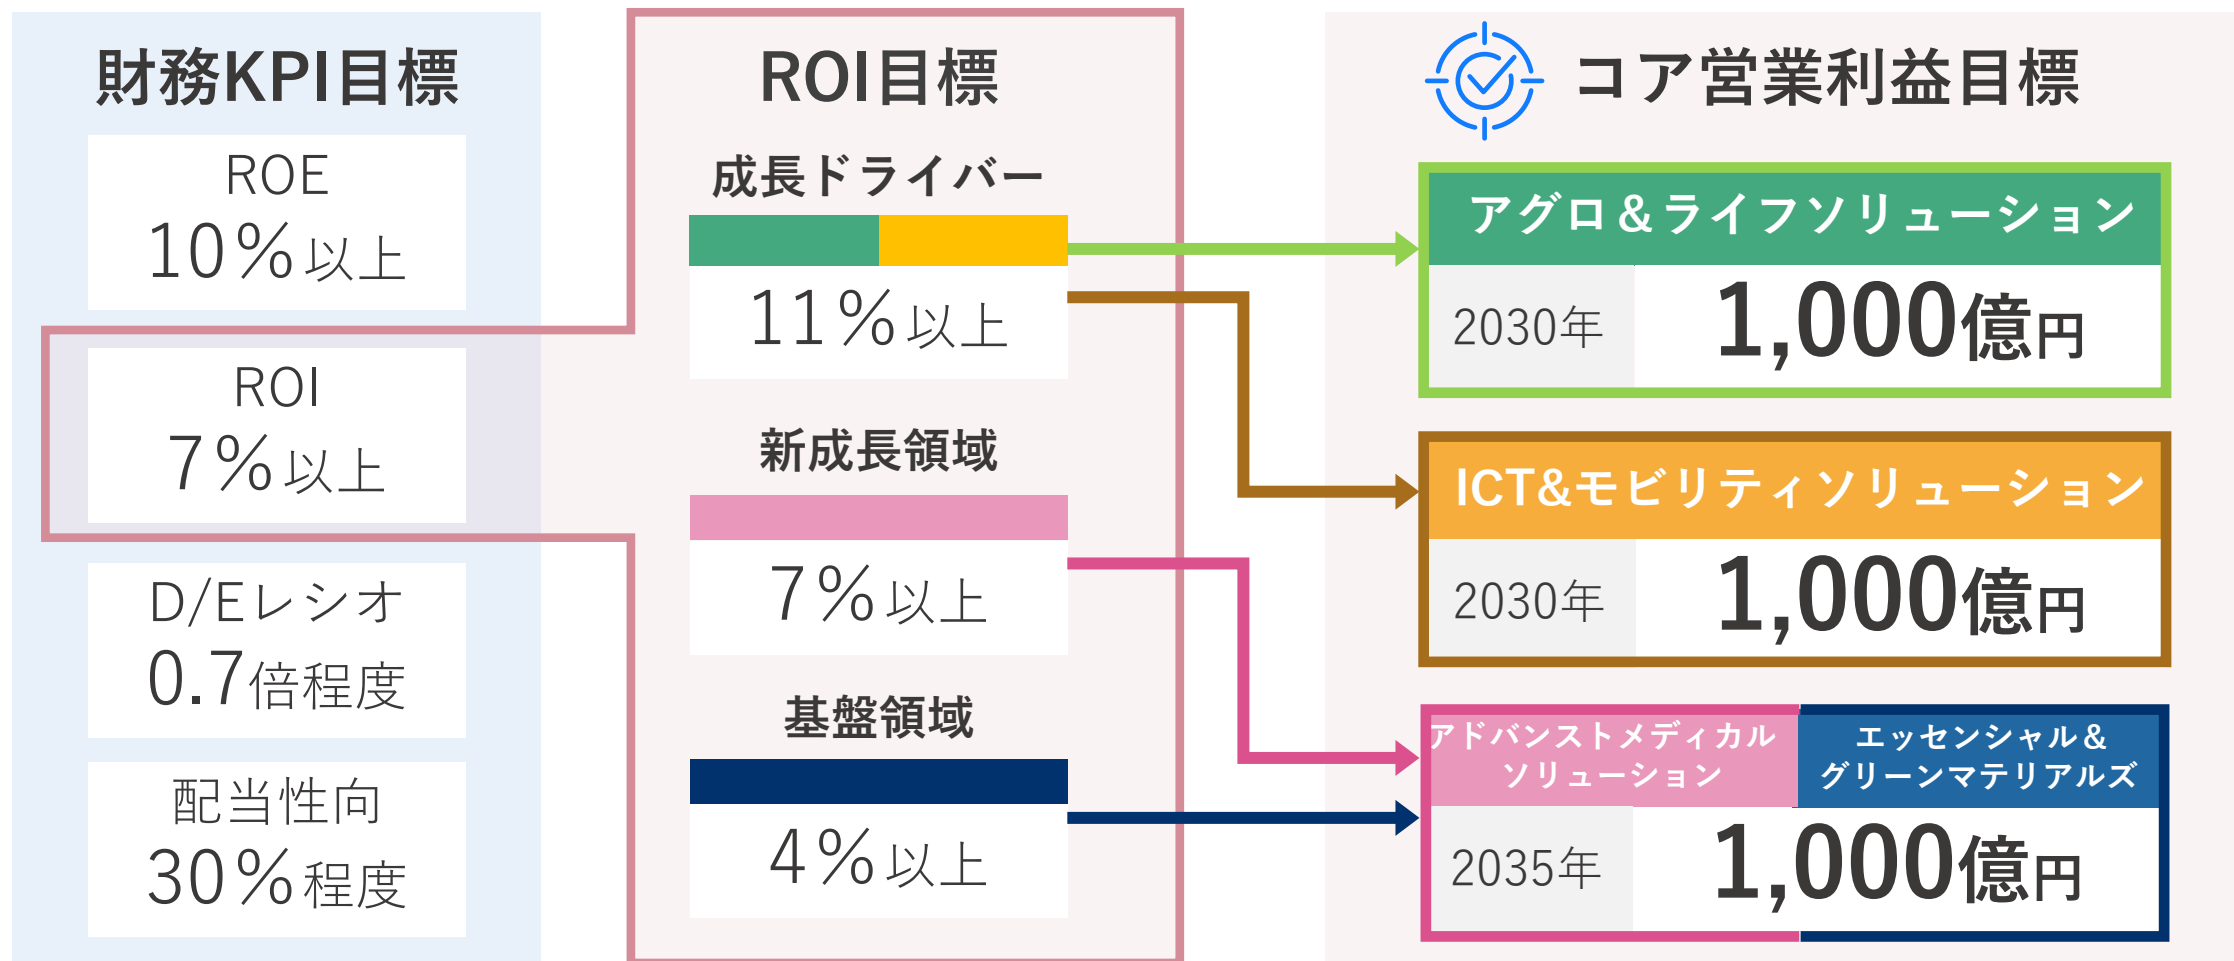 財務KPI目標
ROE
10%以上
ROI
7%以上
D/Eレシオ
0.7倍程度
配当性向
30%程度
ROI目標
成長ドライバー
11%以上
新成長領域
7%以上
基盤領域
4%以上
コア営業利益目標
アグロ&ライフソリューション
2030年
1,000億円
ICT&モビリティソリューション
2030年
1,000億円
アドバンストメディカル
ソリューション
エッセンシャル&
グリーンマテリアルズ
2035年
1,000億円